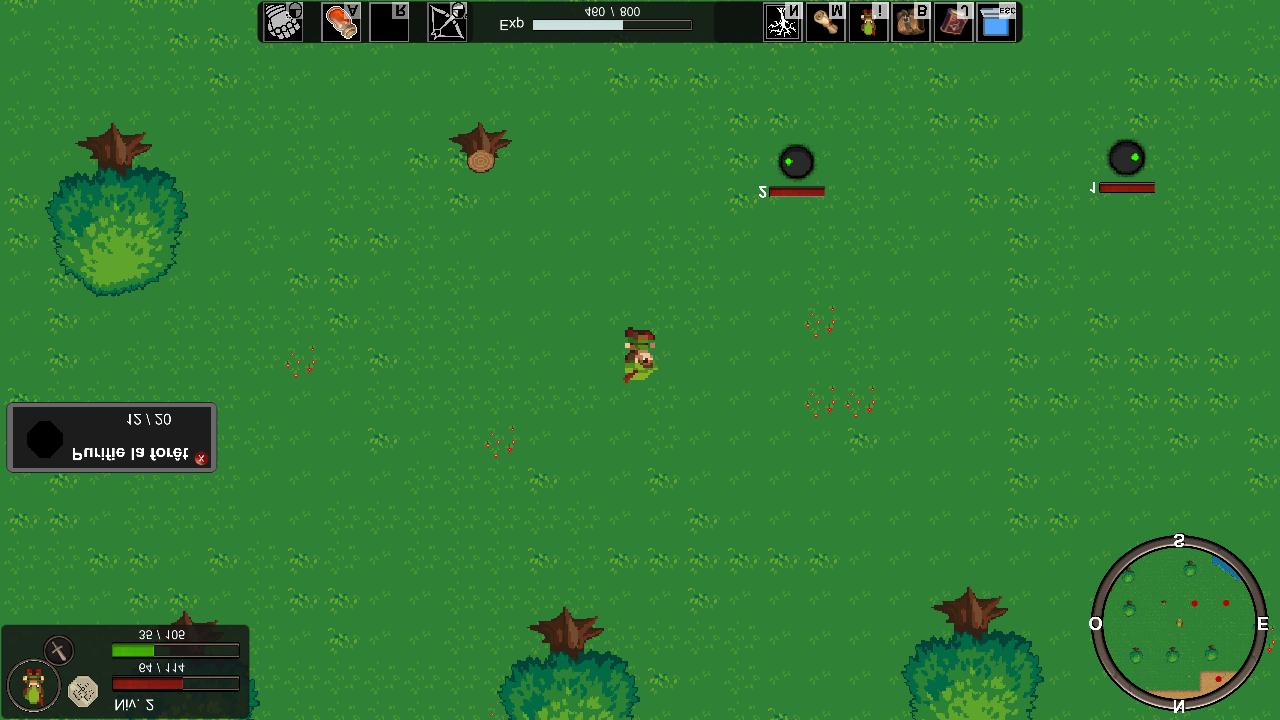 Niv. 2
64 / 114
35 / 105
N
O E
S
Purifie la forêt x
12 / 20
2
1
A R
Exp 460 / 800
N M I B J ESC